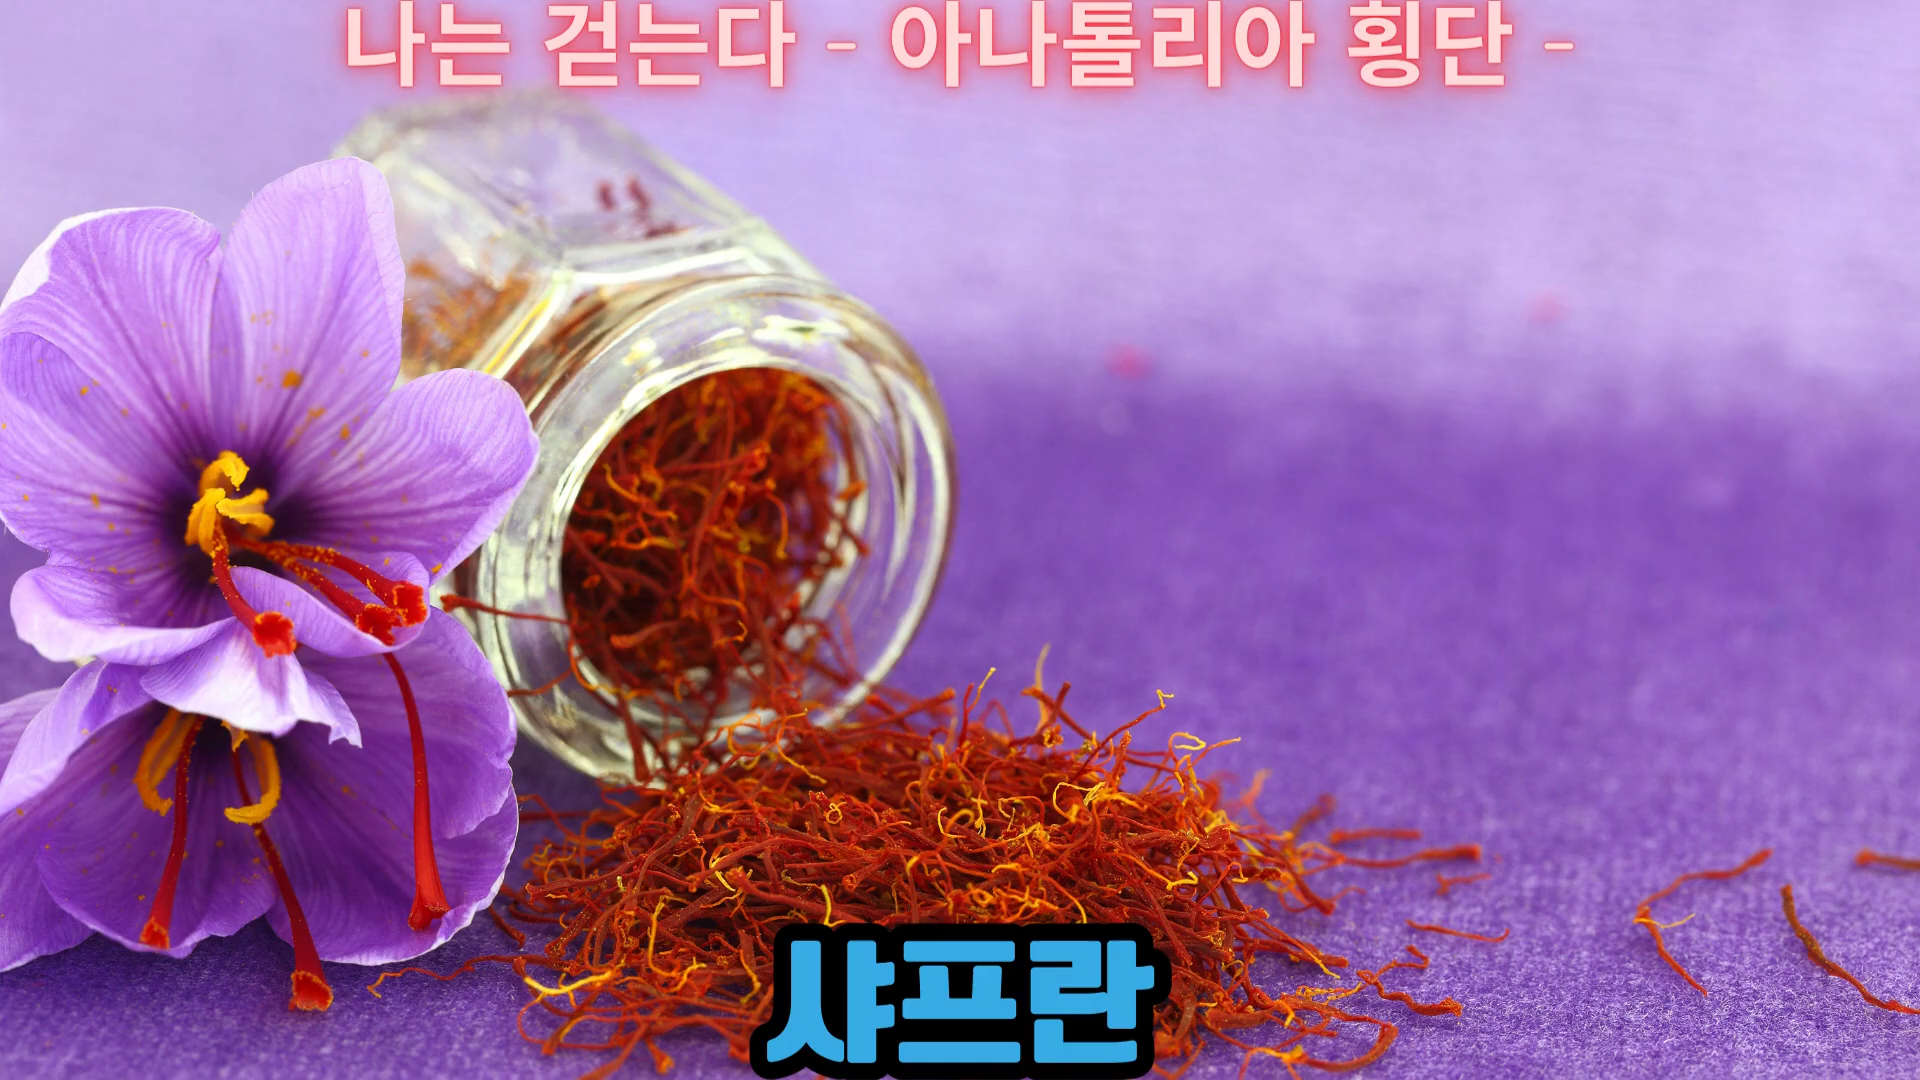 나는 걷는다 - 아나톨리아 횡단 -
샤프란